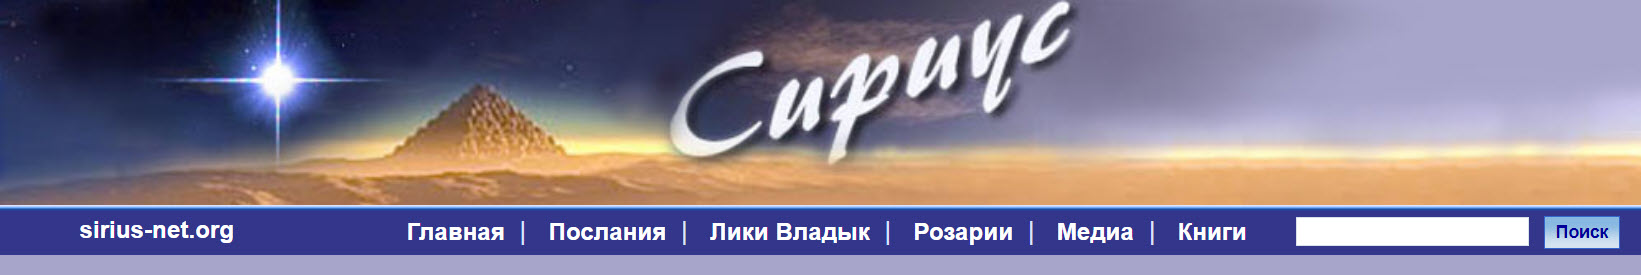 Сириус
sirius-net.org Главная | Послания | Лики Владык | Розарии | Медиа | Книги Поиск